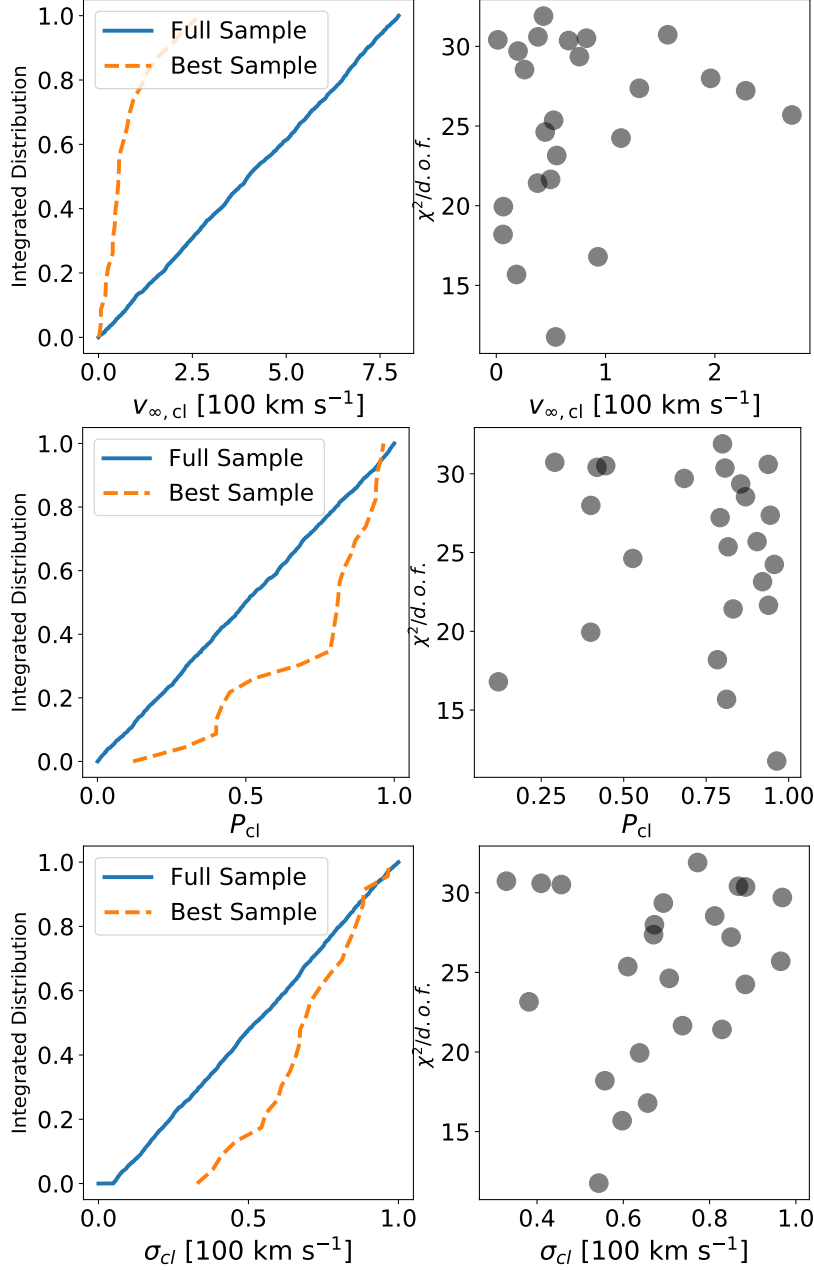 Integrated Distribution
1.0
0.8
0.6
0.4
0.2
0.0
Full Sample
Best Sample
0.0 2.5 5.0 7.5
v∞, cl [100 km s⁻¹]
χ²/d.o.f.
30
25
20
15
0 1 2
v∞, cl [100 km s⁻¹]
Integrated Distribution
1.0
0.8
0.6
0.4
0.2
0.0
Full Sample
Best Sample
0.0 0.5 1.0
P_cl
χ²/d.o.f.
30
25
20
15
0.25 0.50 0.75 1.00
P_cl
Integrated Distribution
1.0
0.8
0.6
0.4
0.2
0.0
Full Sample
Best Sample
0.0 0.5 1.0
σ_cl [100 km s⁻¹]
χ²/d.o.f.
30
25
20
15
0.4 0.6 0.8 1.0
σ_cl [100 km s⁻¹]